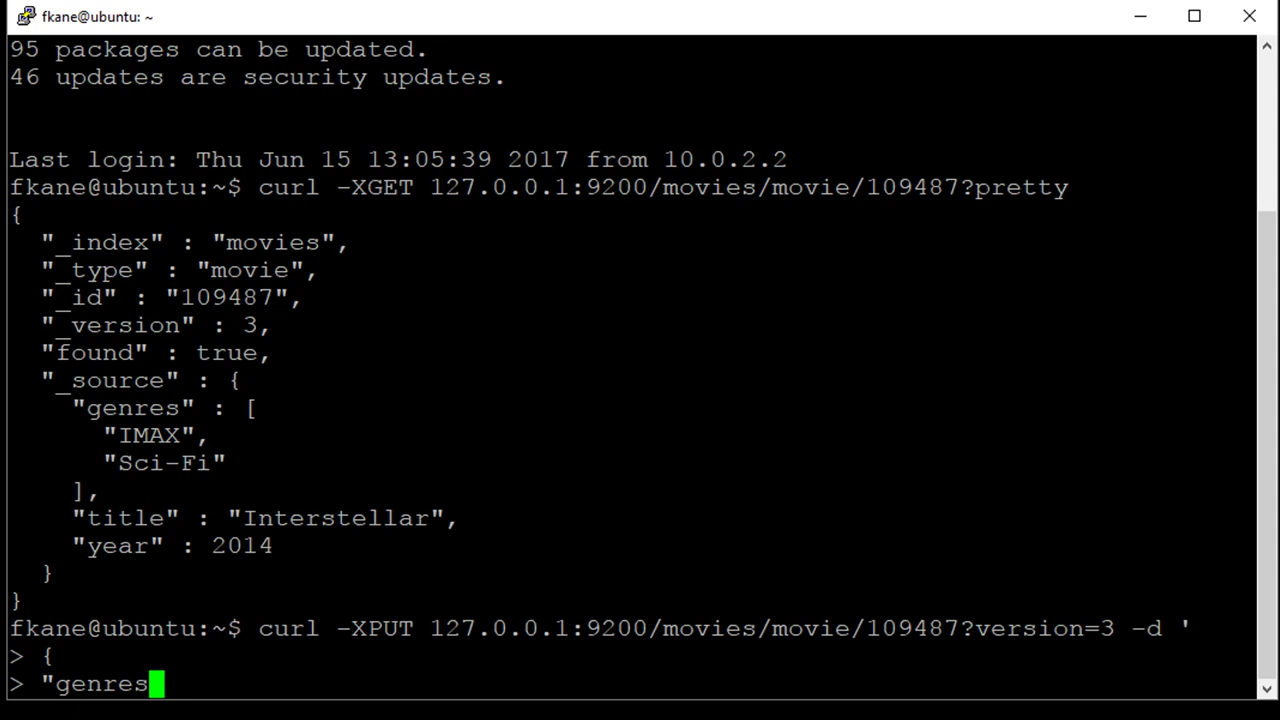 fkane@ubuntu: ~
95 packages can be updated.
46 updates are security updates.
Last login: Thu Jun 15 13:05:39 2017 from 10.0.2.2
fkane@ubuntu:~$ curl -XGET 127.0.0.1:9200/movies/movie/109487?pretty
{
  "_index" : "movies",
  "_type" : "movie",
  "_id" : "109487",
  "_version" : 3,
  "found" : true,
  "_source" : {
    "genres" : [
      "IMAX",
      "Sci-Fi"
    ],
    "title" : "Interstellar",
    "year" : 2014
  }
}
fkane@ubuntu:~$ curl -XPUT 127.0.0.1:9200/movies/movie/109487?version=3 -d '
> {
> "genres